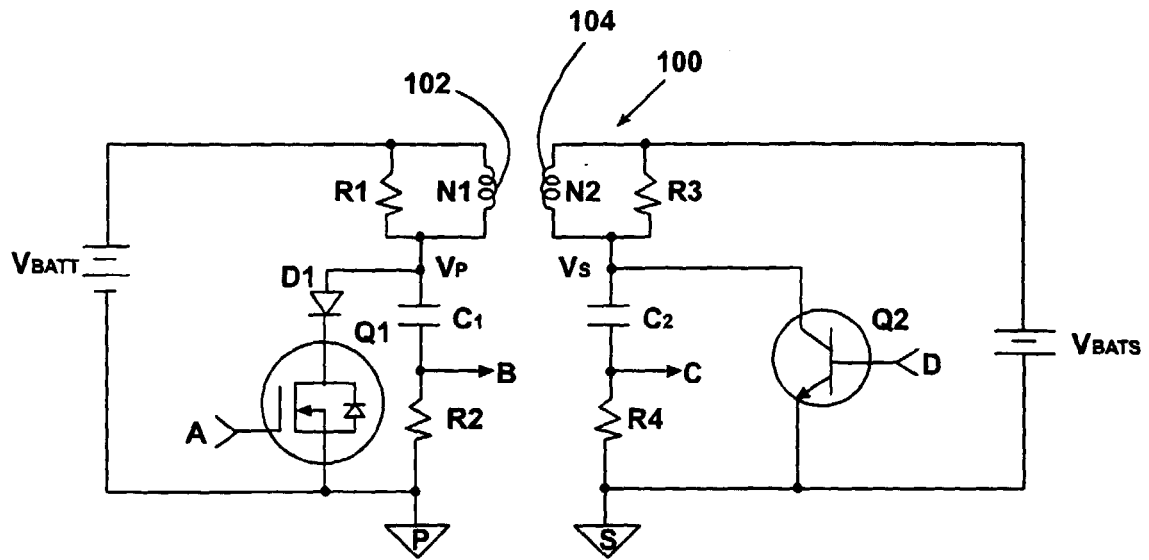 104
100
102
R1
N1
N2
R3
VBATT
D1
VP
VS
Q1
C1
C2
Q2
VBATS
B
C
D
A
R2
R4
P
S